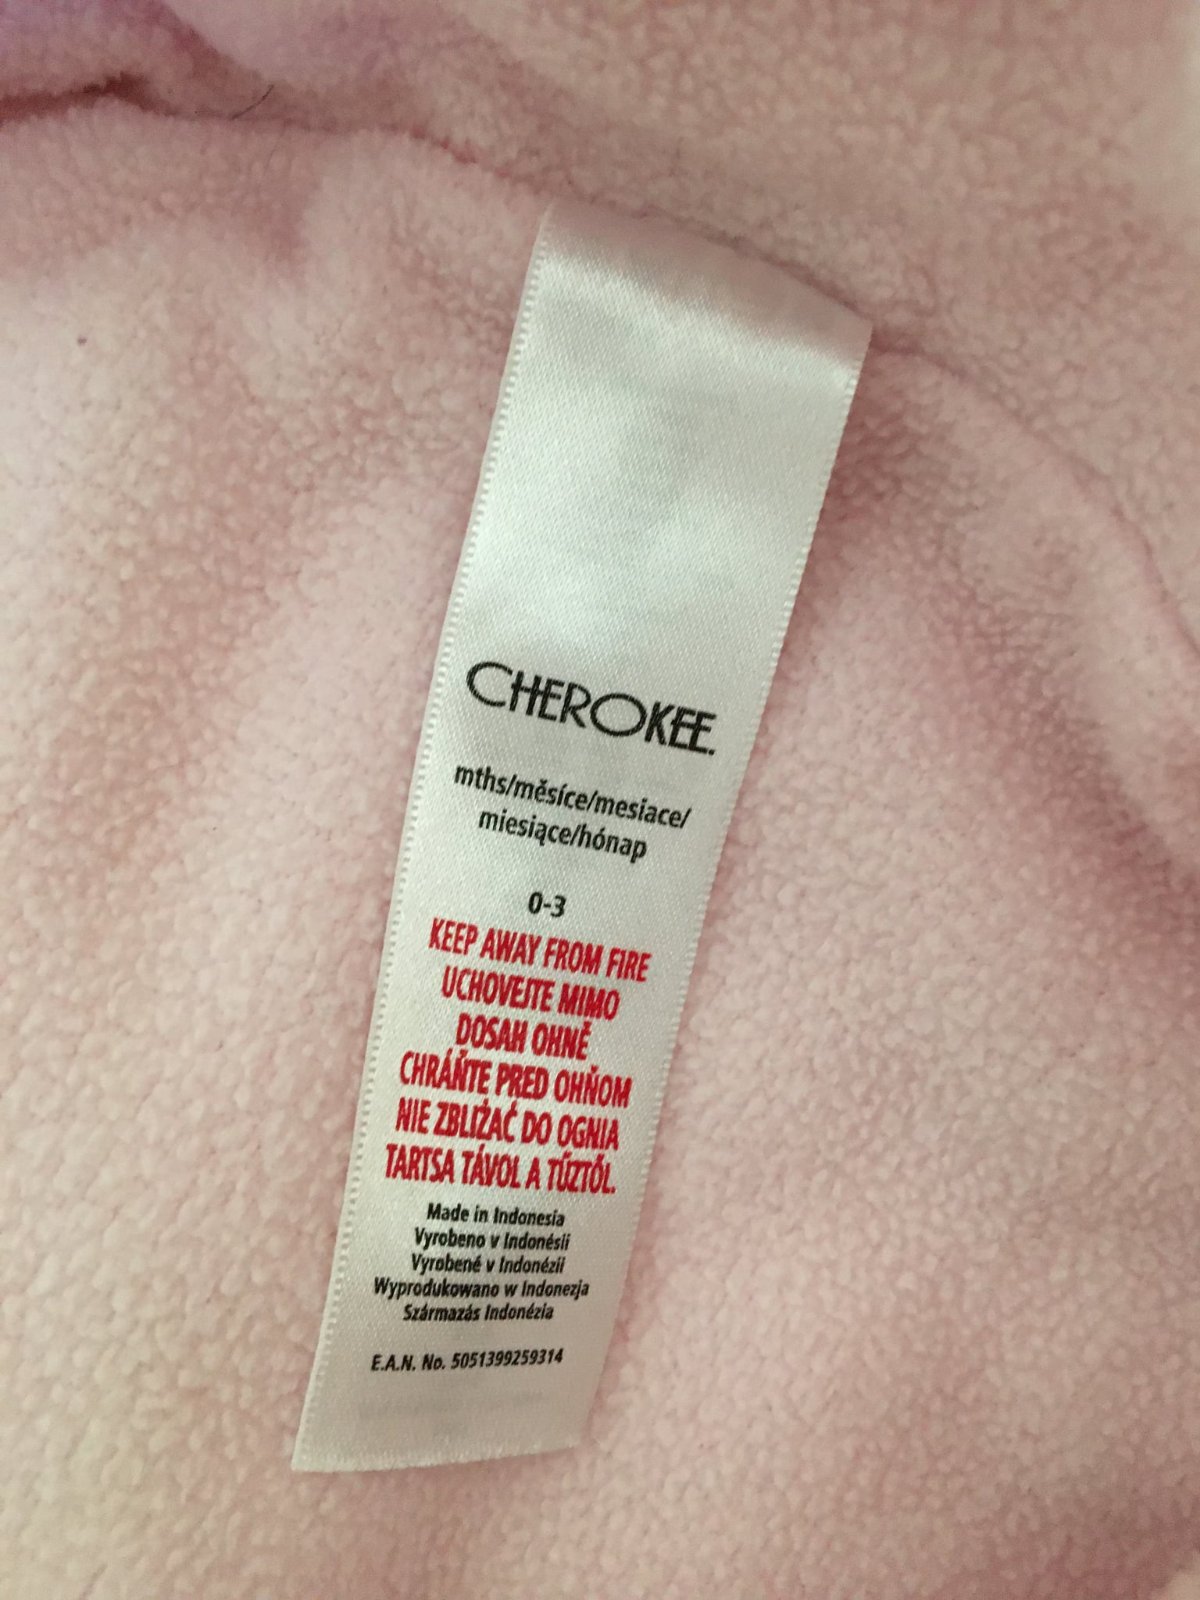 CHEROKEE.
mths/měsíce/mesiace/
miesiące/hónap
0-3
KEEP AWAY FROM FIRE
UCHOVEJTE MIMO
DOSAH OHNĚ
CHRÁŇTE PRED OHŇOM
NIE ZBLIŻAĆ DO OGNIA
TARTSA TÁVOL A TŰZTŐL.
Made in Indonesia
Vyrobeno v Indonésii
Vyrobené v Indonézii
Wyprodukowano w Indonezja
Származás Indonézia
E.A.N. No. 5051399259314